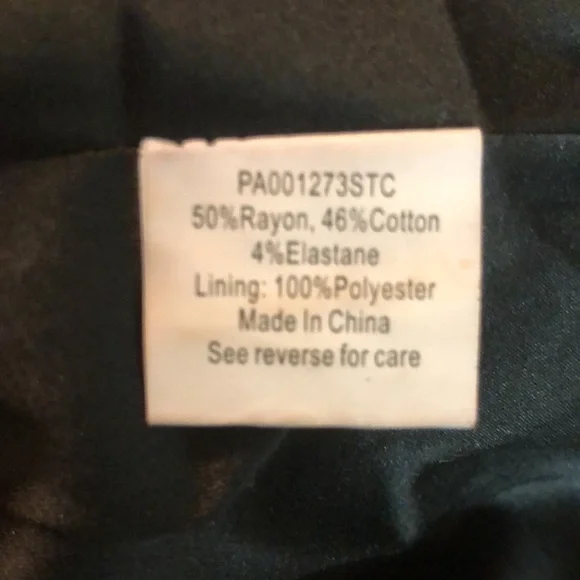 PA001273STC
50%Rayon, 46%Cotton
4%Elastane
Lining: 100%Polyester
Made In China
See reverse for care